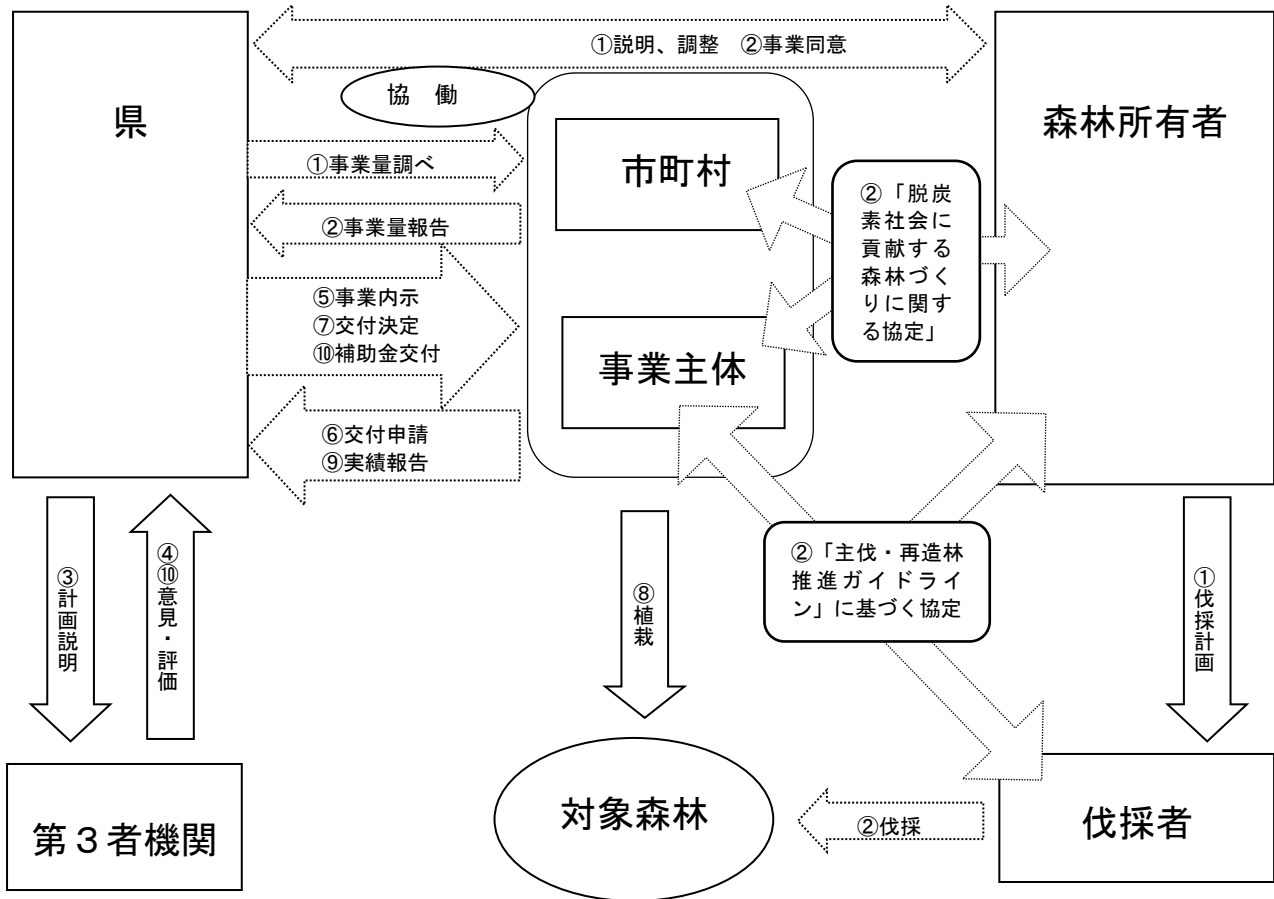 ①説明、調整　②事業同意
協　働
県
森林所有者
①事業量調べ
市町村
②「脱炭
素社会に
貢献する
森林づく
りに関す
る協定」
②事業量報告
⑤事業内示
⑦交付決定
⑩補助金交付
事業主体
⑥交付申請
⑨実績報告
③計画説明
④⑩意見・評価
⑧植栽
②「主伐・再造林
推進ガイドライ
ン」に基づく協定
①伐採計画
第３者機関
対象森林
②伐採
伐採者